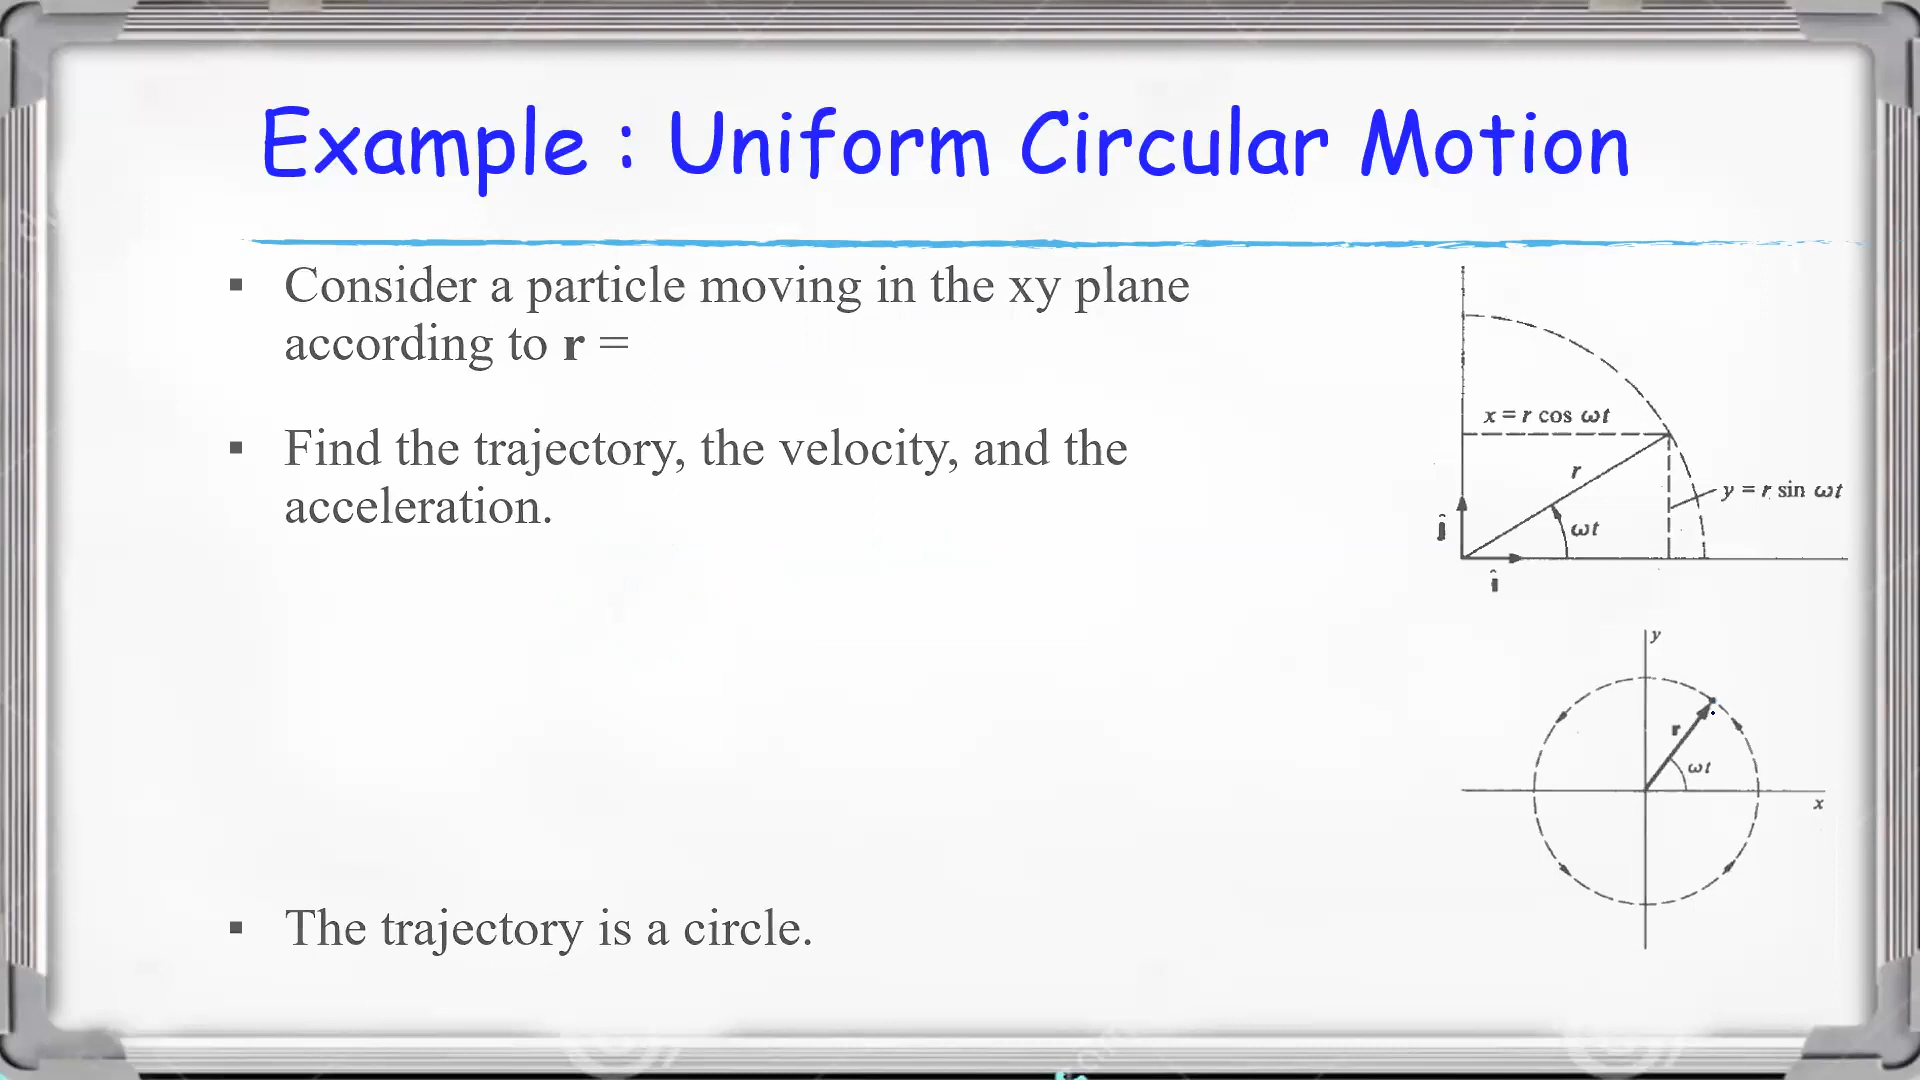 Example : Uniform Circular Motion
▪ Consider a particle moving in the xy plane
according to r =
▪ Find the trajectory, the velocity, and the
acceleration.
▪ The trajectory is a circle.
x = r cos ωt
r
y = r sin ωt
ĵ
ωt
î
y
r
ωt
x